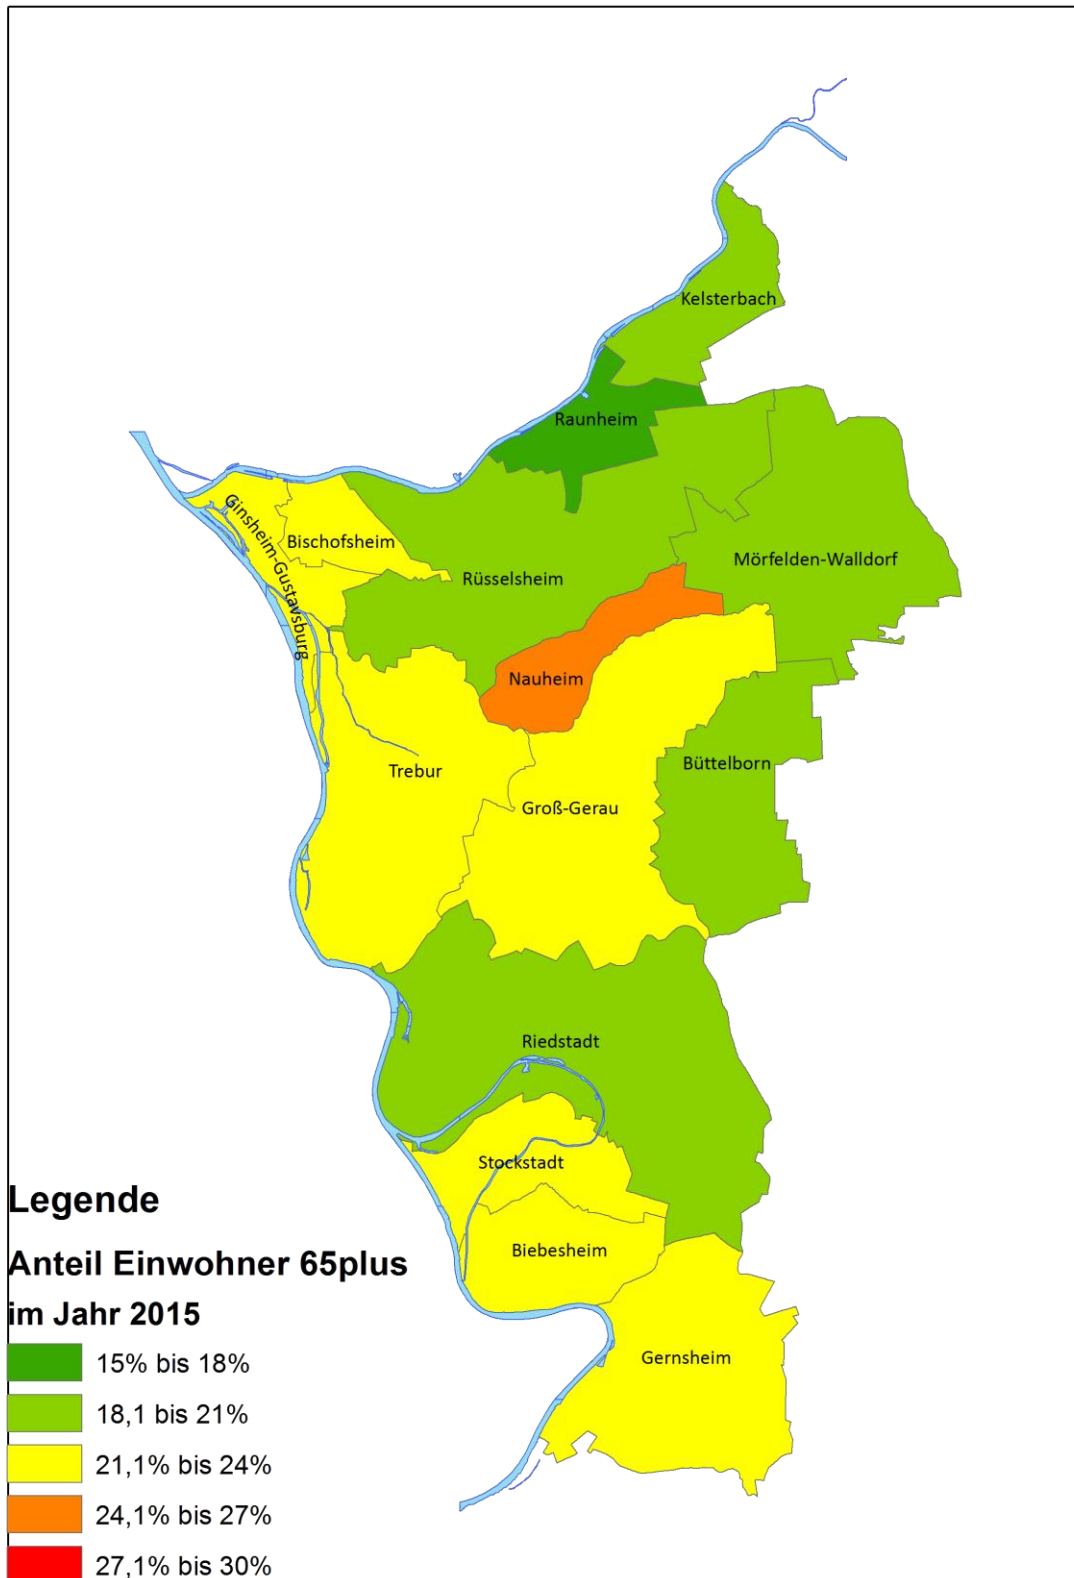 Kelsterbach
Raunheim
Ginsheim-Gustavsburg
Bischofsheim
Mörfelden-Walldorf
Rüsselsheim
Nauheim
Büttelborn
Trebur
Groß-Gerau
Riedstadt
Stockstadt
Biebesheim
Gernsheim
Legende
Anteil Einwohner 65plus
im Jahr 2015
15% bis 18%
18,1 bis 21%
21,1% bis 24%
24,1% bis 27%
27,1% bis 30%